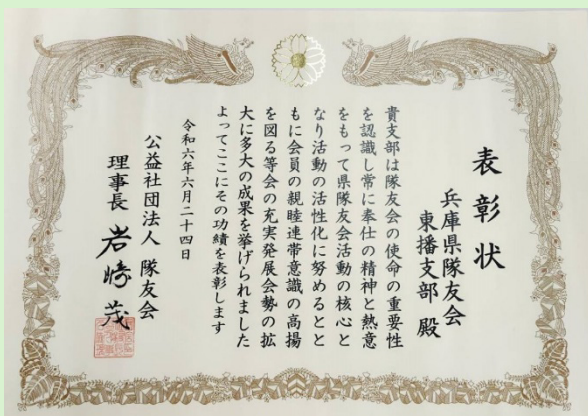 表彰状
兵庫県隊友会
東播支部 殿
貴支部は隊友会の使命の重要性
を認識し常に奉仕の精神と熱意
をもって県隊友会活動の核心と
なり活動の活性化に努めるとと
もに会員の親睦連帯意識の高揚
を図る等会の充実発展会勢の拡
大に多大の成果を挙げられました
よってここにその功績を表彰します
令和六年六月二十四日
公益社団法人 隊友会
理事長 岩﨑茂